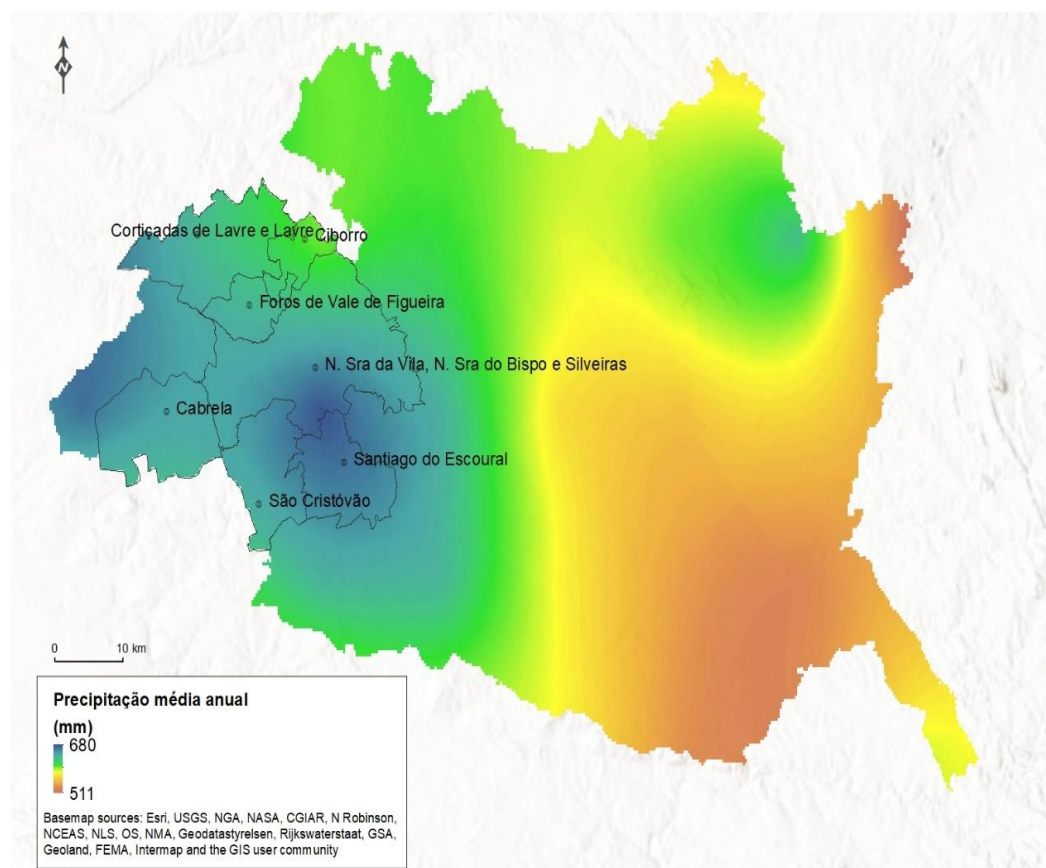 N
Cortiçadas de Lavre e Lavre
Ciborro
Foros de Vale de Figueira
N. Sra da Vila, N. Sra do Bispo e Silveiras
Cabrela
Santiago do Escoural
São Cristóvão
0 10 km
Precipitação média anual
(mm)
680
511
Basemap sources: Esri, USGS, NGA, NASA, CGIAR, N Robinson,
NCEAS, NLS, OS, NMA, Geodatastyrelsen, Rijkswaterstaat, GSA,
Geoland, FEMA, Intermap and the GIS user community